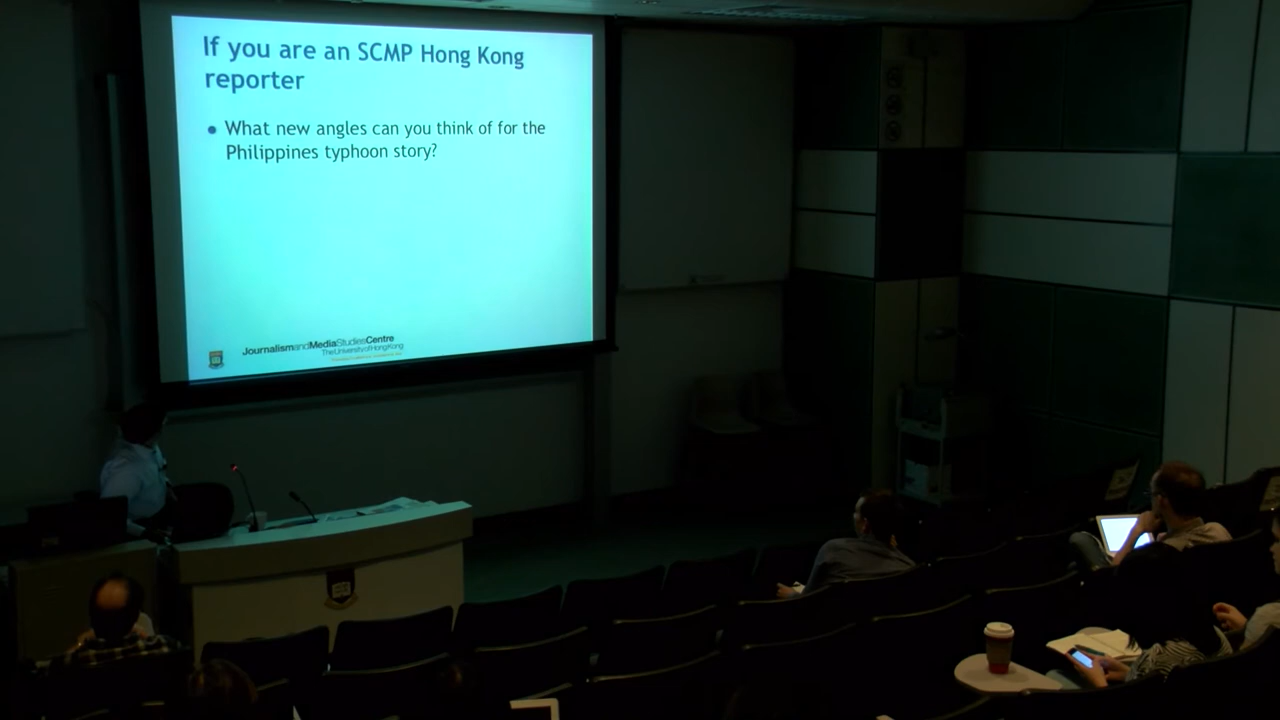 If you are an SCMP Hong Kong
reporter
• What new angles can you think of for the
Philippines typhoon story?
JournalismandMediaStudiesCentre
TheUniversityofHongKong